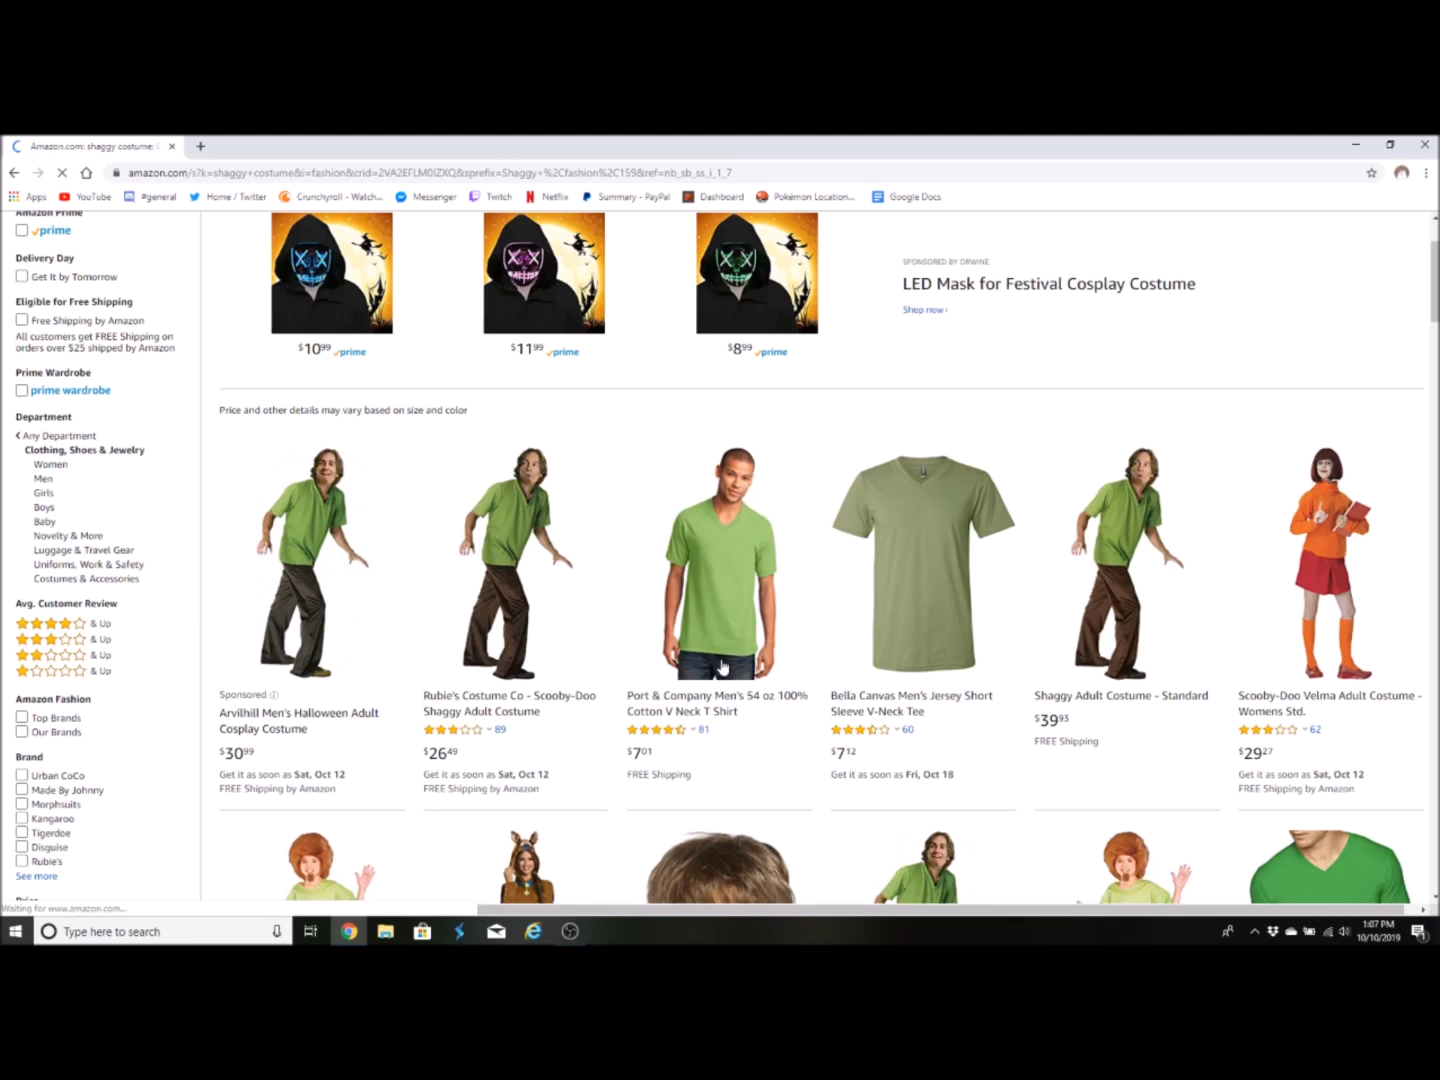 Amazon.com: shaggy costume:
amazon.com/s?k=shaggy+costume&i=fashion&crid=2VA2EFLM0IZXQ&sprefix=Shaggy+%2Cfashion%2C159&ref=nb_sb_ss_i_1_7
Apps YouTube #general Home / Twitter Crunchyroll - Watch... Messenger Twitch Netflix Summary - PayPal Dashboard Pokémon Location... Google Docs
Amazon Prime
prime
Delivery Day
Get It by Tomorrow
Eligible for Free Shipping
Free Shipping by Amazon
All customers get FREE Shipping on
orders over $25 shipped by Amazon
Prime Wardrobe
prime wardrobe
Department
Any Department
Clothing, Shoes & Jewelry
Women
Men
Girls
Boys
Baby
Novelty & More
Luggage & Travel Gear
Uniforms, Work & Safety
Costumes & Accessories
Avg. Customer Review
& Up
& Up
& Up
& Up
Amazon Fashion
Top Brands
Our Brands
Brand
Urban CoCo
Made By Johnny
Morphsuits
Kangaroo
Tigerdoe
Disguise
Rubie's
See more
$10.99 prime
$11.99 prime
$8.99 prime
SPONSORED BY ORWINE
LED Mask for Festival Cosplay Costume
Shop now ›
Price and other details may vary based on size and color
Sponsored
Arvilhill Men's Halloween Adult
Cosplay Costume
$30.99
Get it as soon as Sat, Oct 12
FREE Shipping by Amazon
Rubie's Costume Co - Scooby-Doo
Shaggy Adult Costume
89
$26.49
Get it as soon as Sat, Oct 12
FREE Shipping by Amazon
Port & Company Men's 54 oz 100%
Cotton V Neck T Shirt
81
$7.01
FREE Shipping
Bella Canvas Men's Jersey Short
Sleeve V-Neck Tee
60
$7.12
Get it as soon as Fri, Oct 18
Shaggy Adult Costume - Standard
$39.93
FREE Shipping
Scooby-Doo Velma Adult Costume -
Womens Std.
62
$29.27
Get it as soon as Sat, Oct 12
FREE Shipping by Amazon
Waiting for www.amazon.com...
Type here to search
1:07 PM
10/10/2019